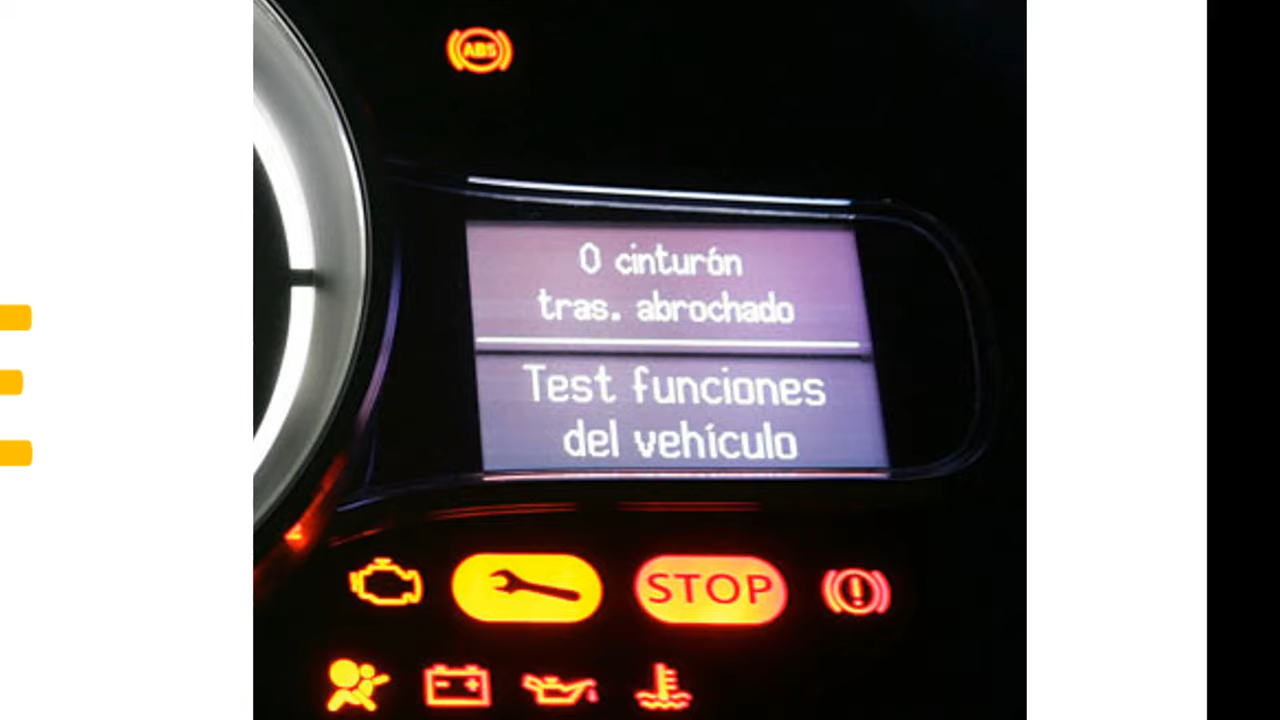 ABS
0 cinturón
tras. abrochado
Test funciones
del vehículo
STOP